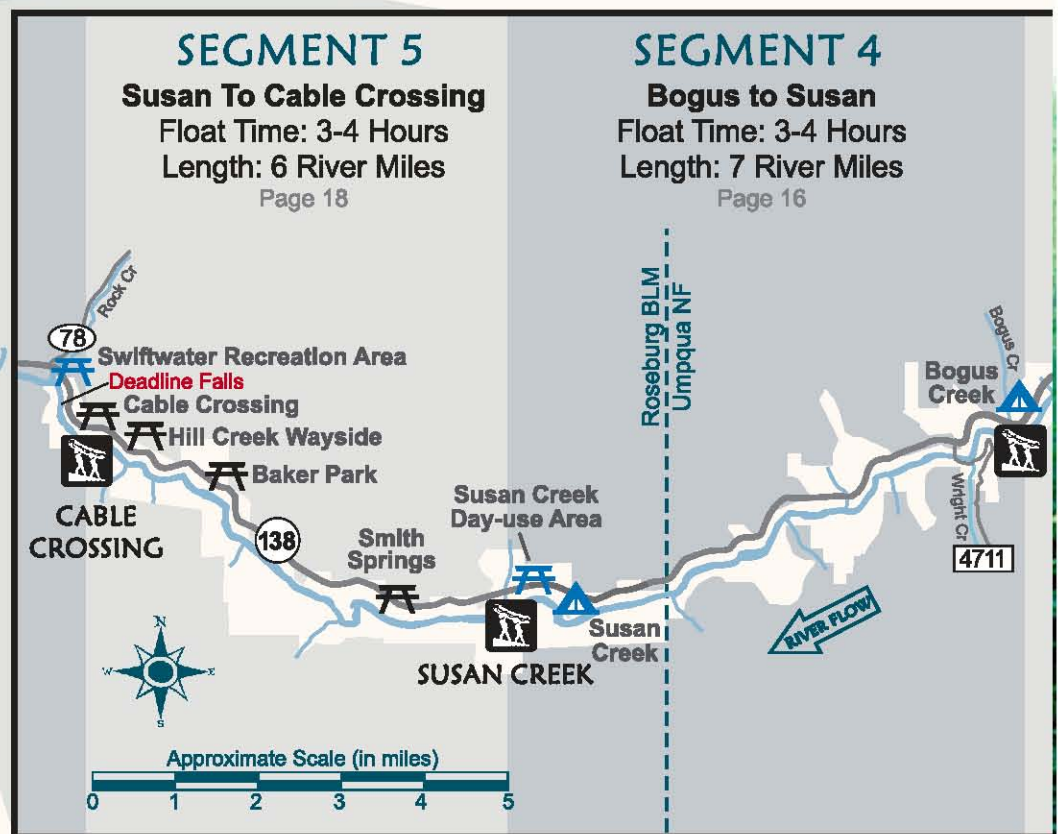 SEGMENT 5
Susan To Cable Crossing
Float Time: 3-4 Hours
Length: 6 River Miles
Page 18
SEGMENT 4
Bogus to Susan
Float Time: 3-4 Hours
Length: 7 River Miles
Page 16
Rock Cr
78
Swiftwater Recreation Area
Deadline Falls
Cable Crossing
Hill Creek Wayside
Baker Park
CABLE
CROSSING
138
Smith
Springs
Susan Creek
Day-use Area
Susan
Creek
SUSAN CREEK
Roseburg BLM
Umpqua NF
Bogus Cr
Bogus
Creek
Wright Cr
4711
RIVER FLOW
N
W
E
S
Approximate Scale (in miles)
0 1 2 3 4 5